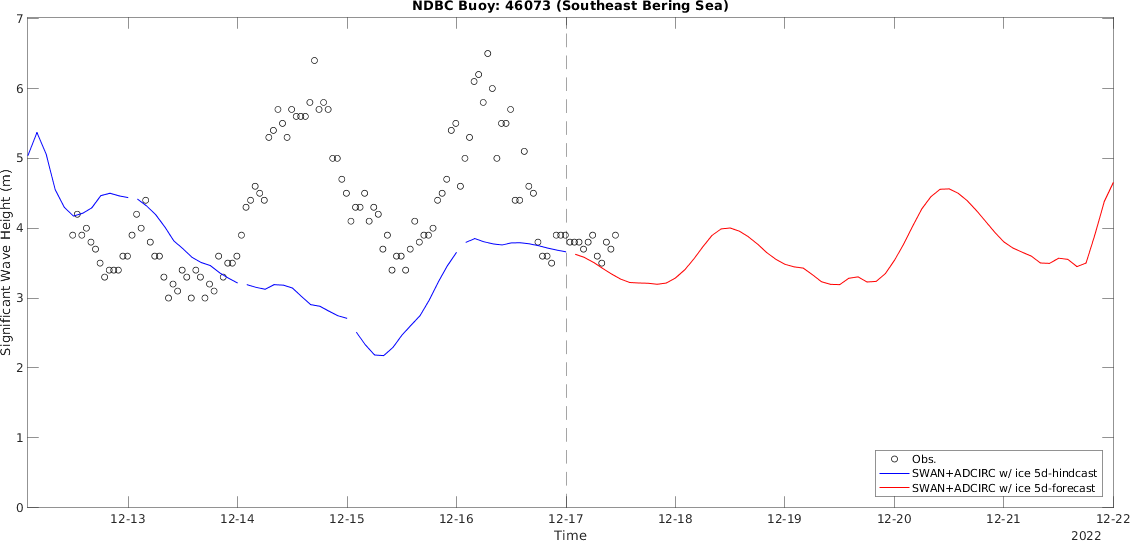 NDBC Buoy: 46073 (Southeast Bering Sea)
7
6
5
4
3
2
1
0
Significant Wave Height (m)
12-13 12-14 12-15 12-16 12-17 12-18 12-19 12-20 12-21 12-22
Time
2022
Obs.
SWAN+ADCIRC w/ ice 5d-hindcast
SWAN+ADCIRC w/ ice 5d-forecast